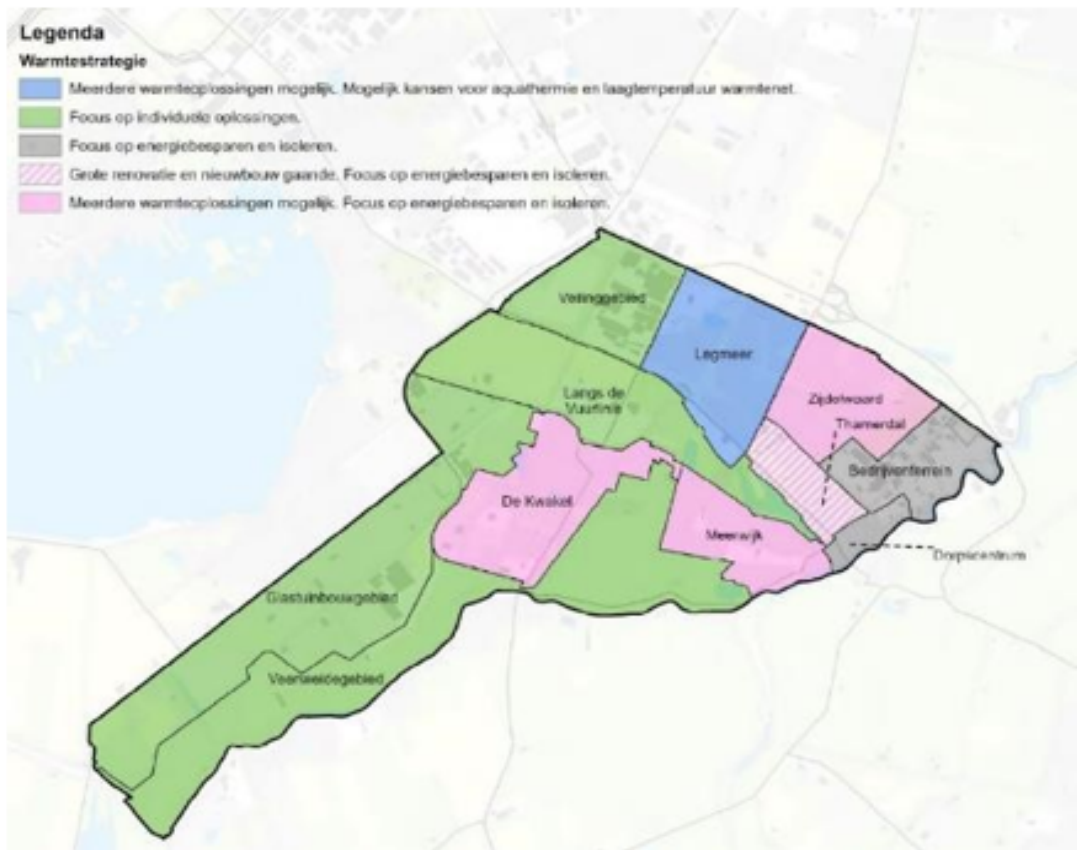 Legenda
Warmtestrategie
Meerdere warmteoplossingen mogelijk. Mogelijk kansen voor aquathermie en laagtemperatuur warmtenet.
Focus op individuele oplossingen.
Focus op energiebesparen en isoleren.
Grote renovatie en nieuwbouw gaande. Focus op energiebesparen en isoleren.
Meerdere warmteoplossingen mogelijk. Focus op energiebesparen en isoleren.
Veilinggebied
Legmeer
Zijdelwaard
Langs de
Vuurlinie
Thamerdal
Bedrijventerrein
De Kwakel
Meerwijk
Dorpscentrum
Glastuinbouwgebied
Veenweidegebied